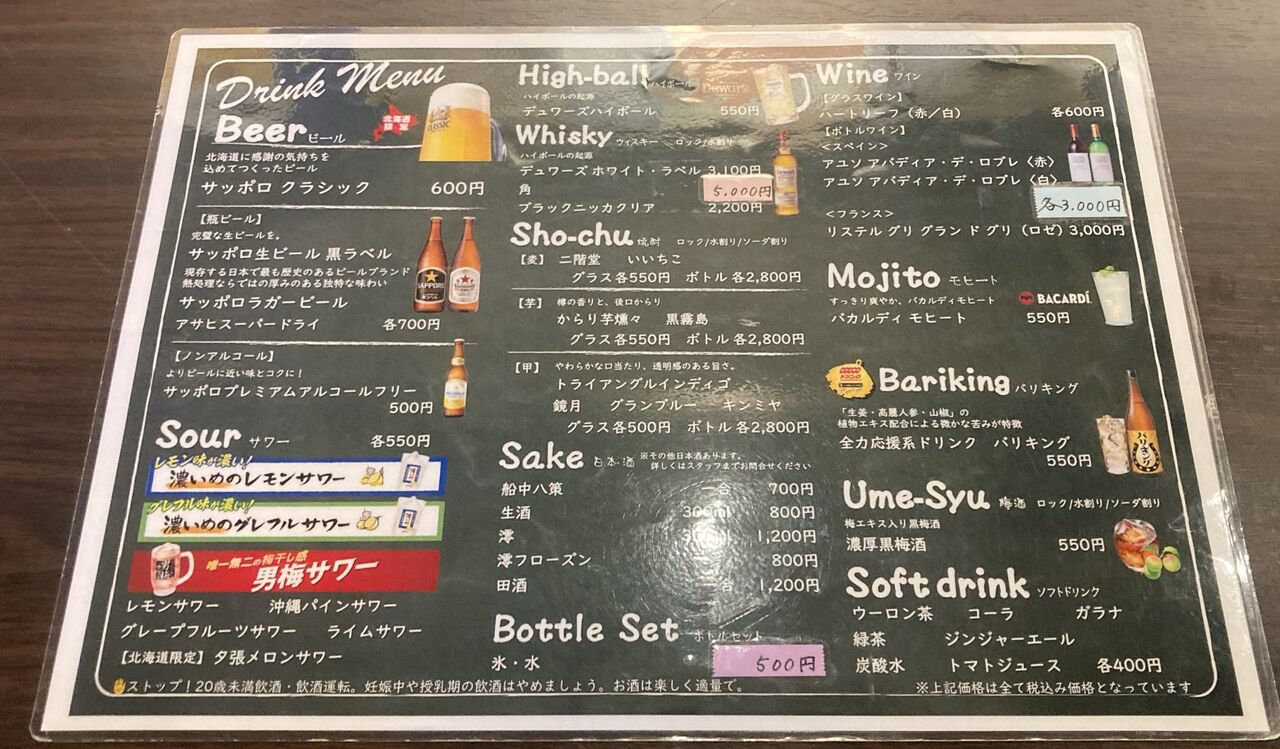 Drink Menu
Beer ビール
北海道限定
CLASSIC
北海道に感謝の気持ちを
込めてつくったビール
サッポロ クラシック 600円
【瓶ビール】
完璧な生ビールを。
サッポロ生ビール 黒ラベル
現存する日本で最も歴史のあるビールブランド
熱処理ならではの厚みのある独特な味わい
サッポロラガービール
アサヒスーパードライ 各700円
SAPPORO
【ノンアルコール】
よりビールに近い味とコクに!
サッポロプレミアムアルコールフリー
500円
Sour サワー 各550円
レモン味が濃い!
濃いめのレモンサワー
グレフル味が濃い!
濃いめのグレフルサワー
唯一無二の梅干し感
男梅サワー
レモンサワー 沖縄パインサワー
グレープフルーツサワー ライムサワー
【北海道限定】夕張メロンサワー
High-ball ハイボール
ハイボールの起源
デュワーズハイボール 550円
Dewar's
Whisky ウィスキー ロック/水割り
ハイボールの起源
デュワーズ ホワイト・ラベル 3,100円
角 5,000円
ブラックニッカクリア 2,200円
Sho-chu 焼酎 ロック/水割り/ソーダ割り
【麦】 二階堂 いいちこ
グラス各550円 ボトル各2,800円
【芋】 樽の香りと、後口からり
からり芋燻々 黒霧島
グラス各550円 ボトル各2,800円
【甲】 やわらかな口当たり、透明感のある旨さ。
トライアングルインディゴ
鏡月 グランブルー キンミヤ
グラス各500円 ボトル各2,800円
Sake 日本酒 ※その他日本酒あります。
詳しくはスタッフまでお問合せください
船中八策 一合 700円
生酒 300ml 800円
澪 1,200円
澪フローズン 800円
田酒 一合 1,200円
Bottle Set ボトルセット
氷・水 500円
Wine ワイン
【グラスワイン】
ハートリーフ（赤／白） 各600円
【ボトルワイン】
<スペイン>
アユソ アバディア・デ・ロブレ〈赤〉
アユソ アバディア・デ・ロブレ〈白〉
各3.000円
<フランス>
リステル グリ グラン ド グリ（ロゼ）3,000円
Mojito モヒート
すっきり爽やか、バカルディモヒート
BACARDÍ
バカルディ モヒート 550円
Bariking バリキング
「生姜・高麗人参・山椒」の
植物エキス配合による微かな苦みが特徴
全力応援系ドリンク バリキング
550円
バリキング
Ume-Syu 梅酒 ロック/水割り/ソーダ割り
梅エキス入り黒梅酒
濃厚黒梅酒 550円
Soft drink ソフトドリンク
ウーロン茶 コーラ ガラナ
緑茶 ジンジャーエール
炭酸水 トマトジュース 各400円
ストップ!20歳未満飲酒・飲酒運転。妊娠中や授乳期の飲酒はやめましょう。お酒は楽しく適量で。
※上記価格は全て税込み価格となっています